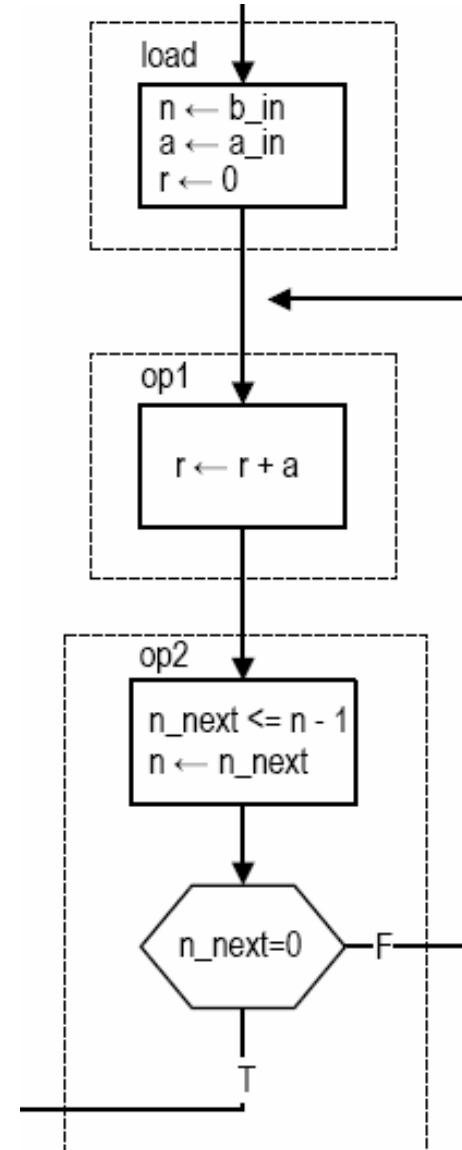 load
n ← b_in
a ← a_in
r ← 0
op1
r ← r + a
op2
n_next <= n - 1
n ← n_next
n_next=0
F
T